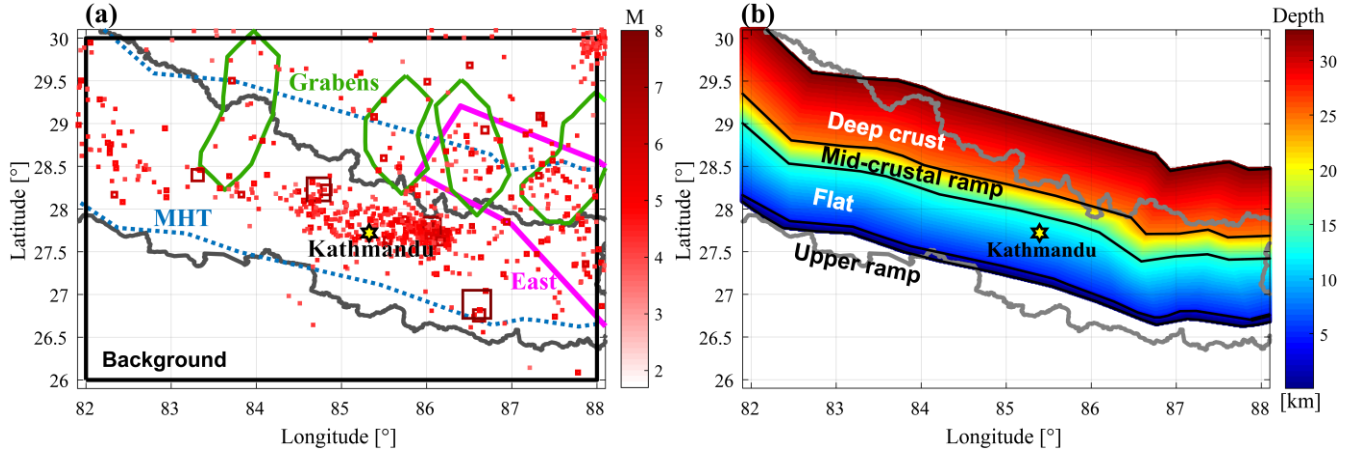 (a)
M
Latitude [°]
30
29.5
29
28.5
28
27.5
27
26.5
26
82
83
84
85
86
87
88
Longitude [°]
Grabens
MHT
Kathmandu
East
Background
8
7
6
5
4
3
2
(b)
Depth
Latitude [°]
30
29.5
29
28.5
28
27.5
27
26.5
26
82
83
84
85
86
87
88
Longitude [°]
Deep crust
Mid-crustal ramp
Flat
Kathmandu
Upper ramp
30
25
20
15
10
5
[km]